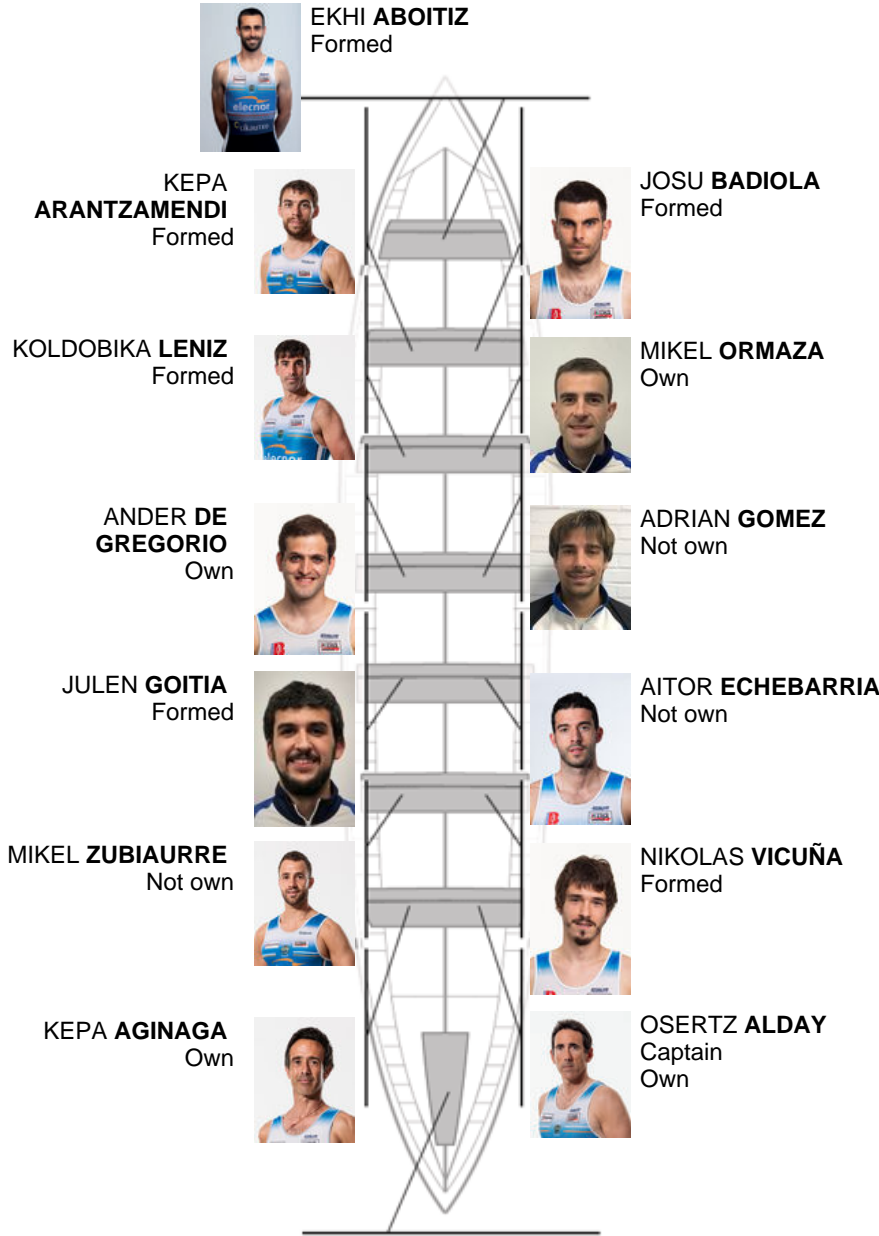 EKHI ABOITIZ
Formed
elecnor
KEPA
ARANTZAMENDI
Formed
JOSU BADIOLA
Formed
KOLDOBIKA LENIZ
Formed
elecnor
MIKEL ORMAZA
Own
ANDER DE
GREGORIO
Own
ADRIAN GOMEZ
Not own
JULEN GOITIA
Formed
AITOR ECHEBARRIA
Not own
MIKEL ZUBIAURRE
Not own
NIKOLAS VICUÑA
Formed
KEPA AGINAGA
Own
OSERTZ ALDAY
Captain
Own